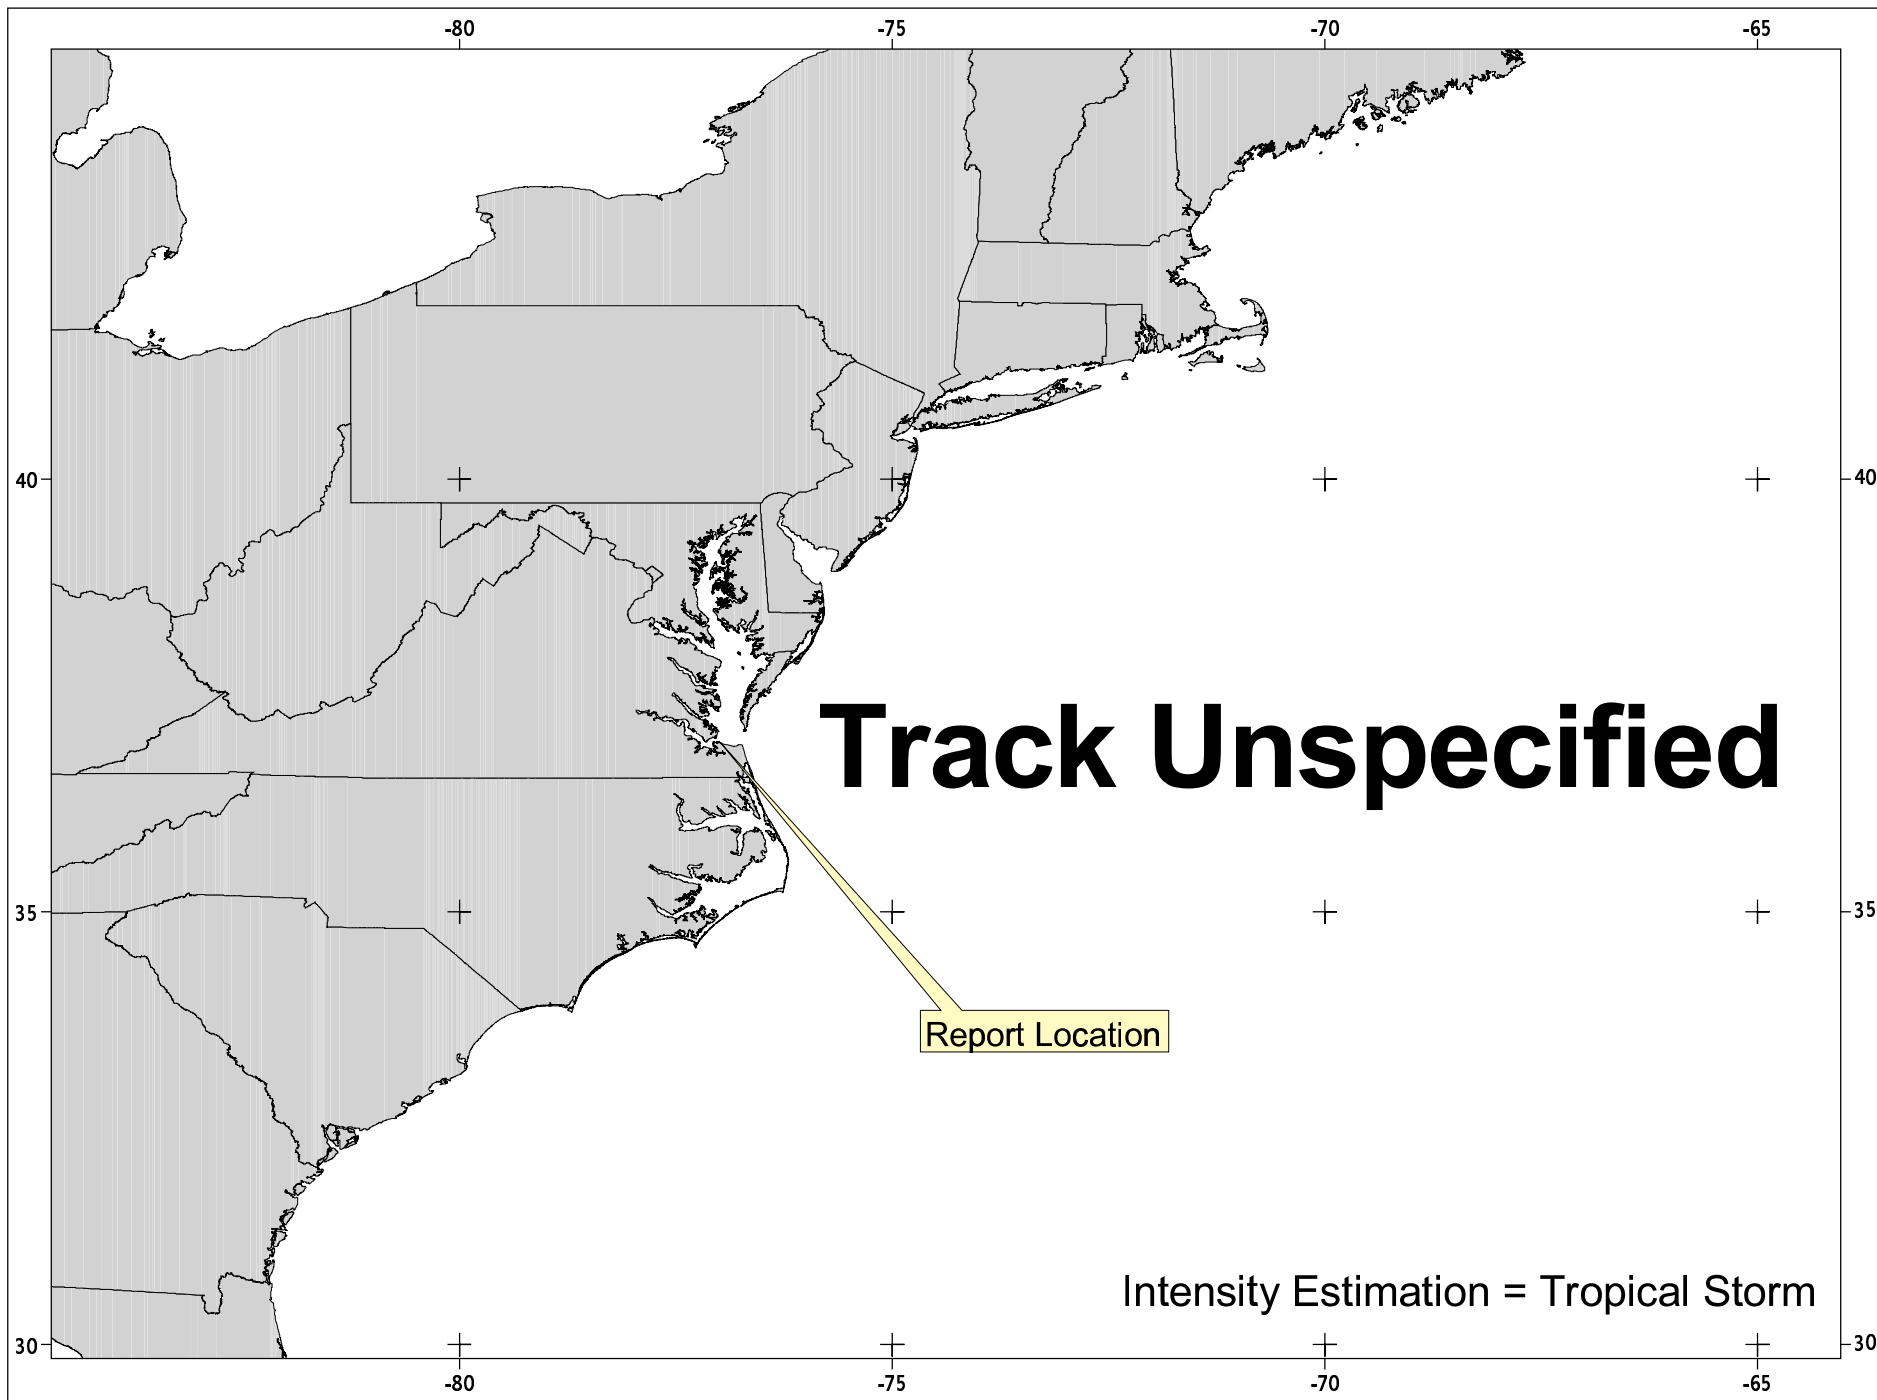 -80 -75 -70 -65
40 40
Track Unspecified
35 35
Report Location
Intensity Estimation = Tropical Storm
30 30
-80 -75 -70 -65